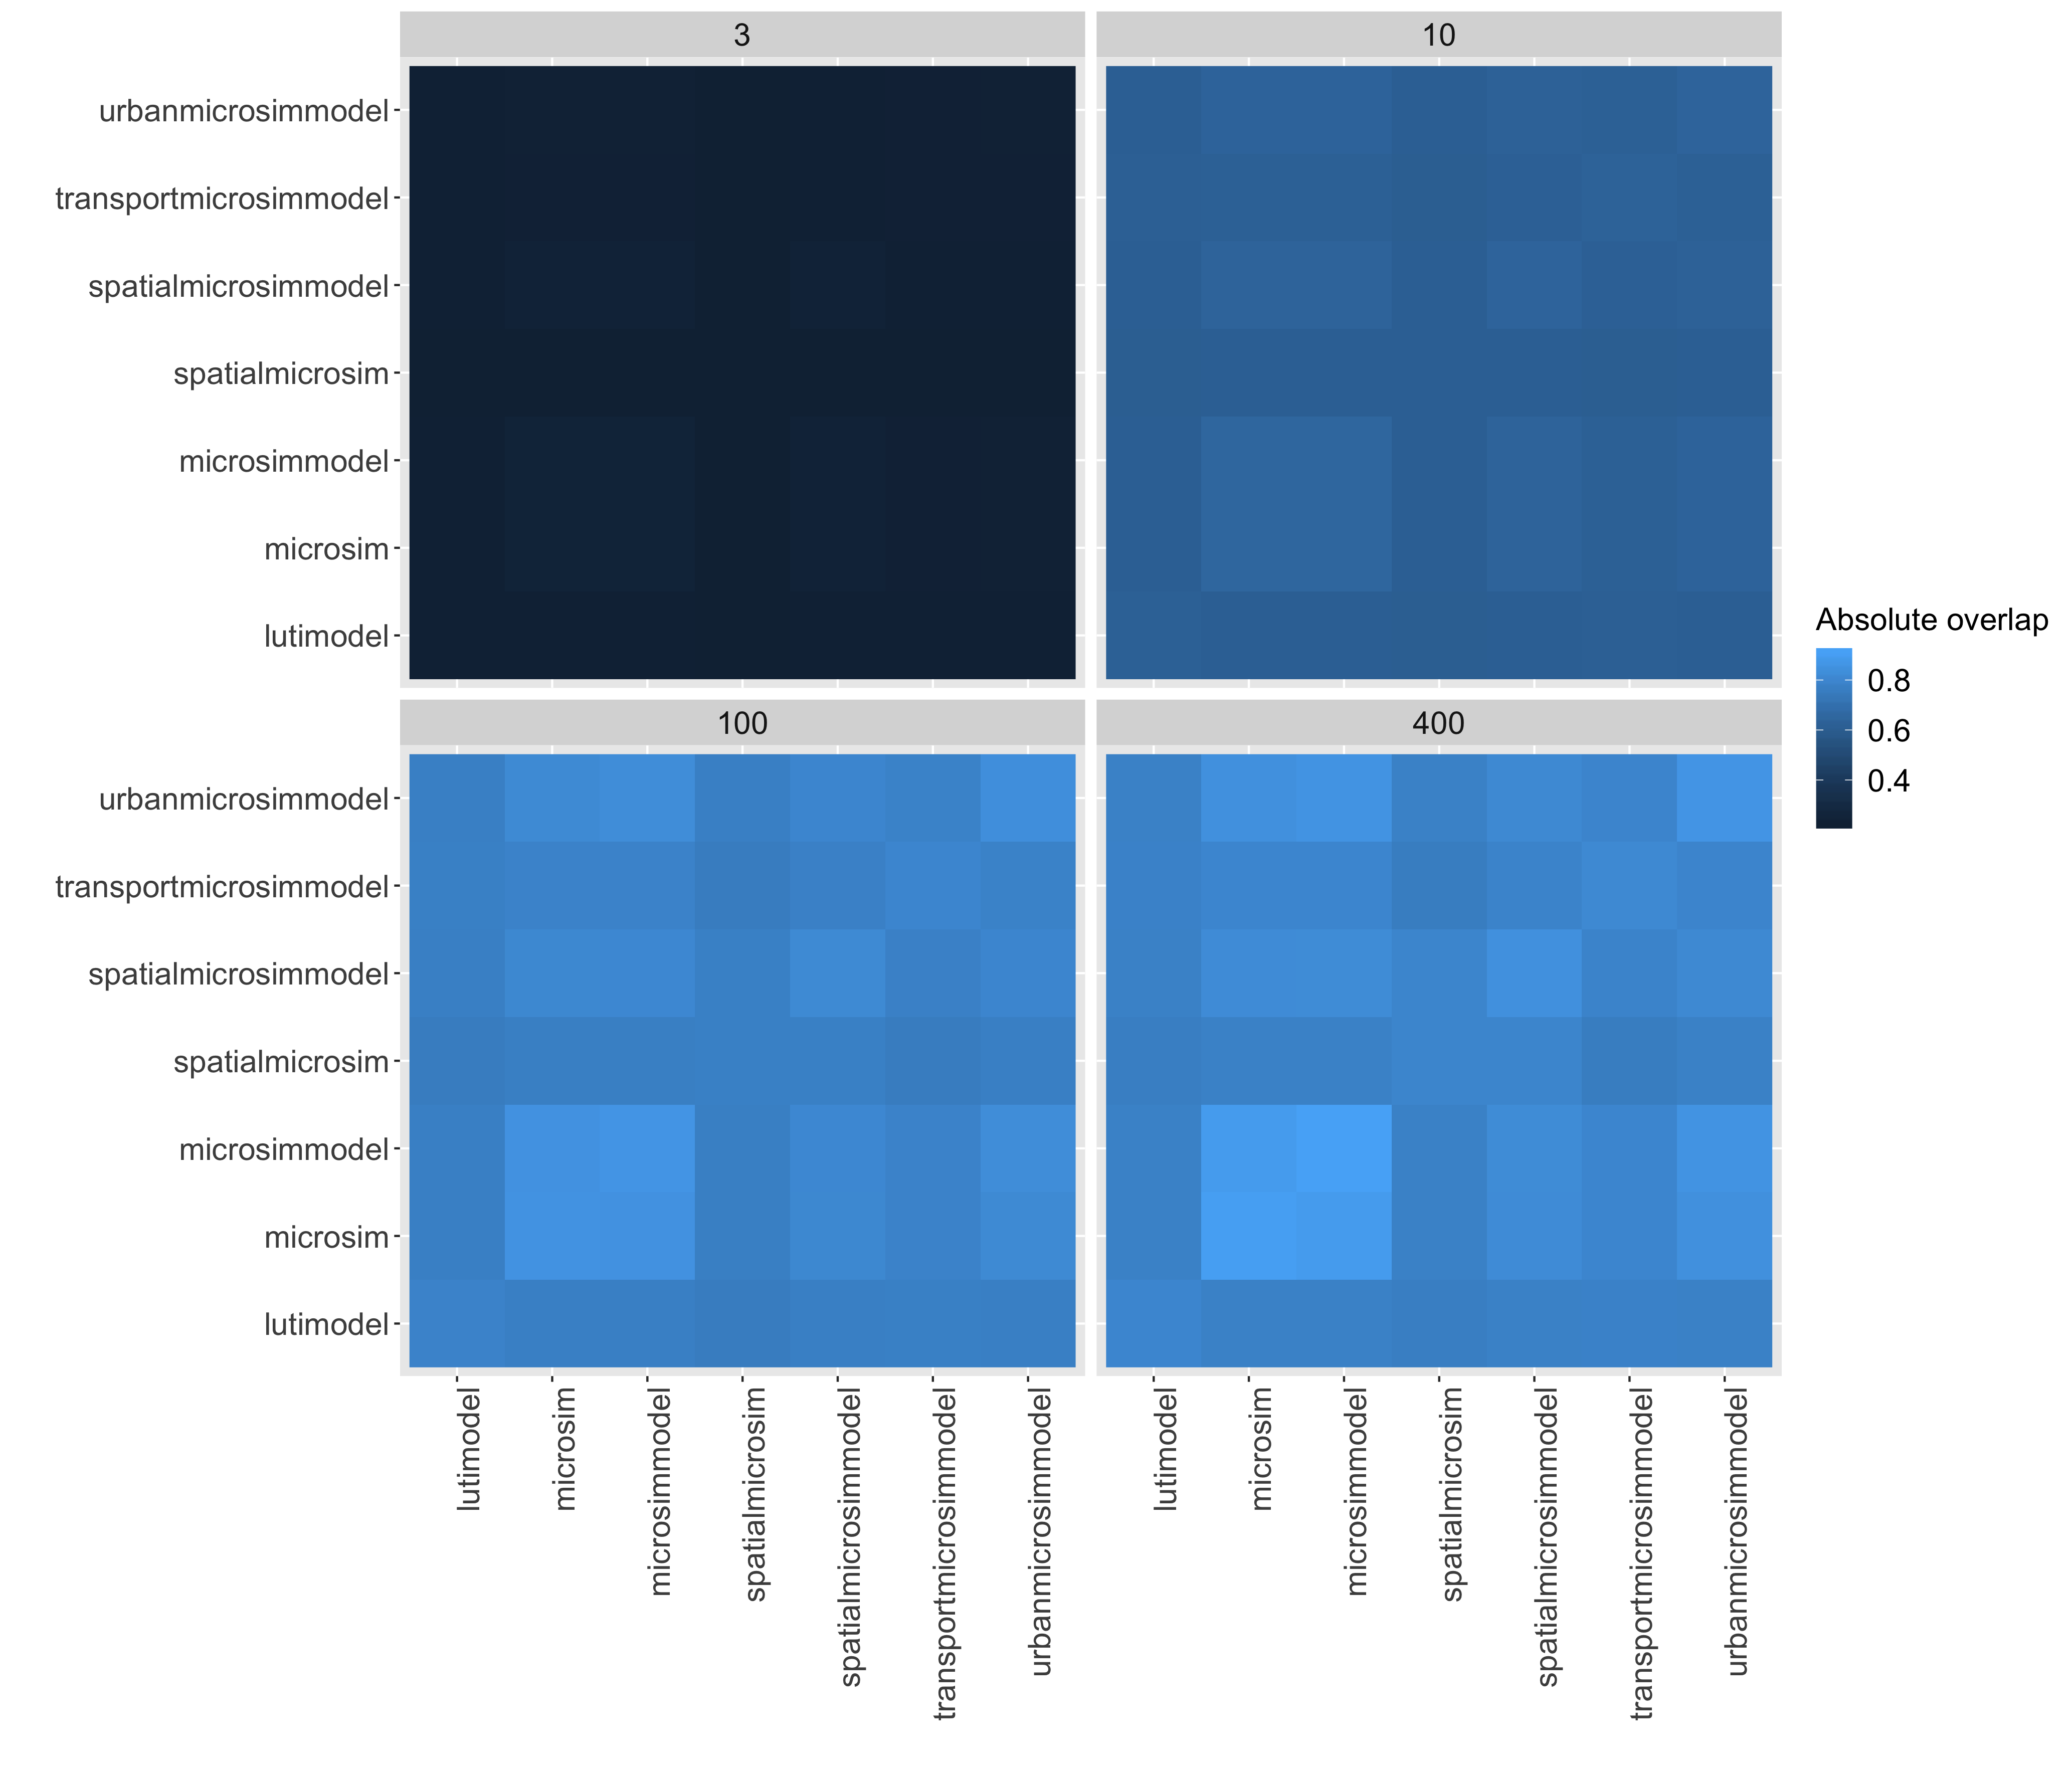 3
10
urbanmicrosimmodel
transportmicrosimmodel
spatialmicrosimmodel
spatialmicrosim
microsimmodel
microsim
lutimodel
Absolute overlap
0.8
0.6
0.4
100
400
urbanmicrosimmodel
transportmicrosimmodel
spatialmicrosimmodel
spatialmicrosim
microsimmodel
microsim
lutimodel
lutimodel
microsim
microsimmodel
spatialmicrosim
spatialmicrosimmodel
transportmicrosimmodel
urbanmicrosimmodel
lutimodel
microsim
microsimmodel
spatialmicrosim
spatialmicrosimmodel
transportmicrosimmodel
urbanmicrosimmodel